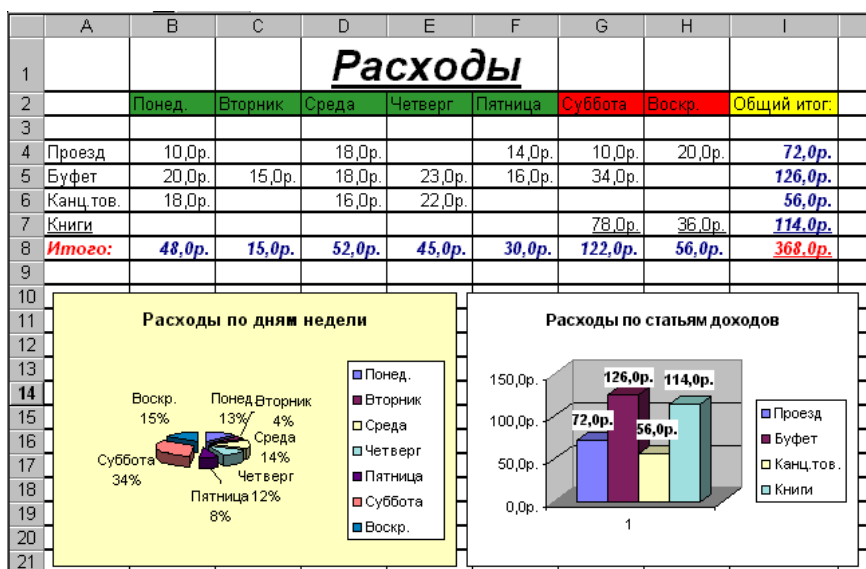 A B C D E F G H I
1 Расходы
2 Понед. Вторник Среда Четверг Пятница Суббота Воскр. Общий итог:
3
4 Проезд 10,0р. 18,0р. 14,0р. 10,0р. 20,0р. 72,0р.
5 Буфет 20,0р. 15,0р. 18,0р. 23,0р. 16,0р. 34,0р. 126,0р.
6 Канц.тов. 18,0р. 16,0р. 22,0р. 56,0р.
7 Книги 78,0р. 36,0р. 114,0р.
8 Итого: 48,0р. 15,0р. 52,0р. 45,0р. 30,0р. 122,0р. 56,0р. 368,0р.
9
10
11
12
13
14
15
16
17
18
19
20
21
Расходы по дням недели
Воскр.
15%
Понед.
13%
Вторник
4%
Среда
14%
Четверг
12%
Пятница
8%
Суббота
34%
Понед.
Вторник
Среда
Четверг
Пятница
Суббота
Воскр.
Расходы по статьям доходов
150,0р.
100,0р.
50,0р.
0,0р.
72,0р.
126,0р.
56,0р.
114,0р.
1
Проезд
Буфет
Канц.тов.
Книги